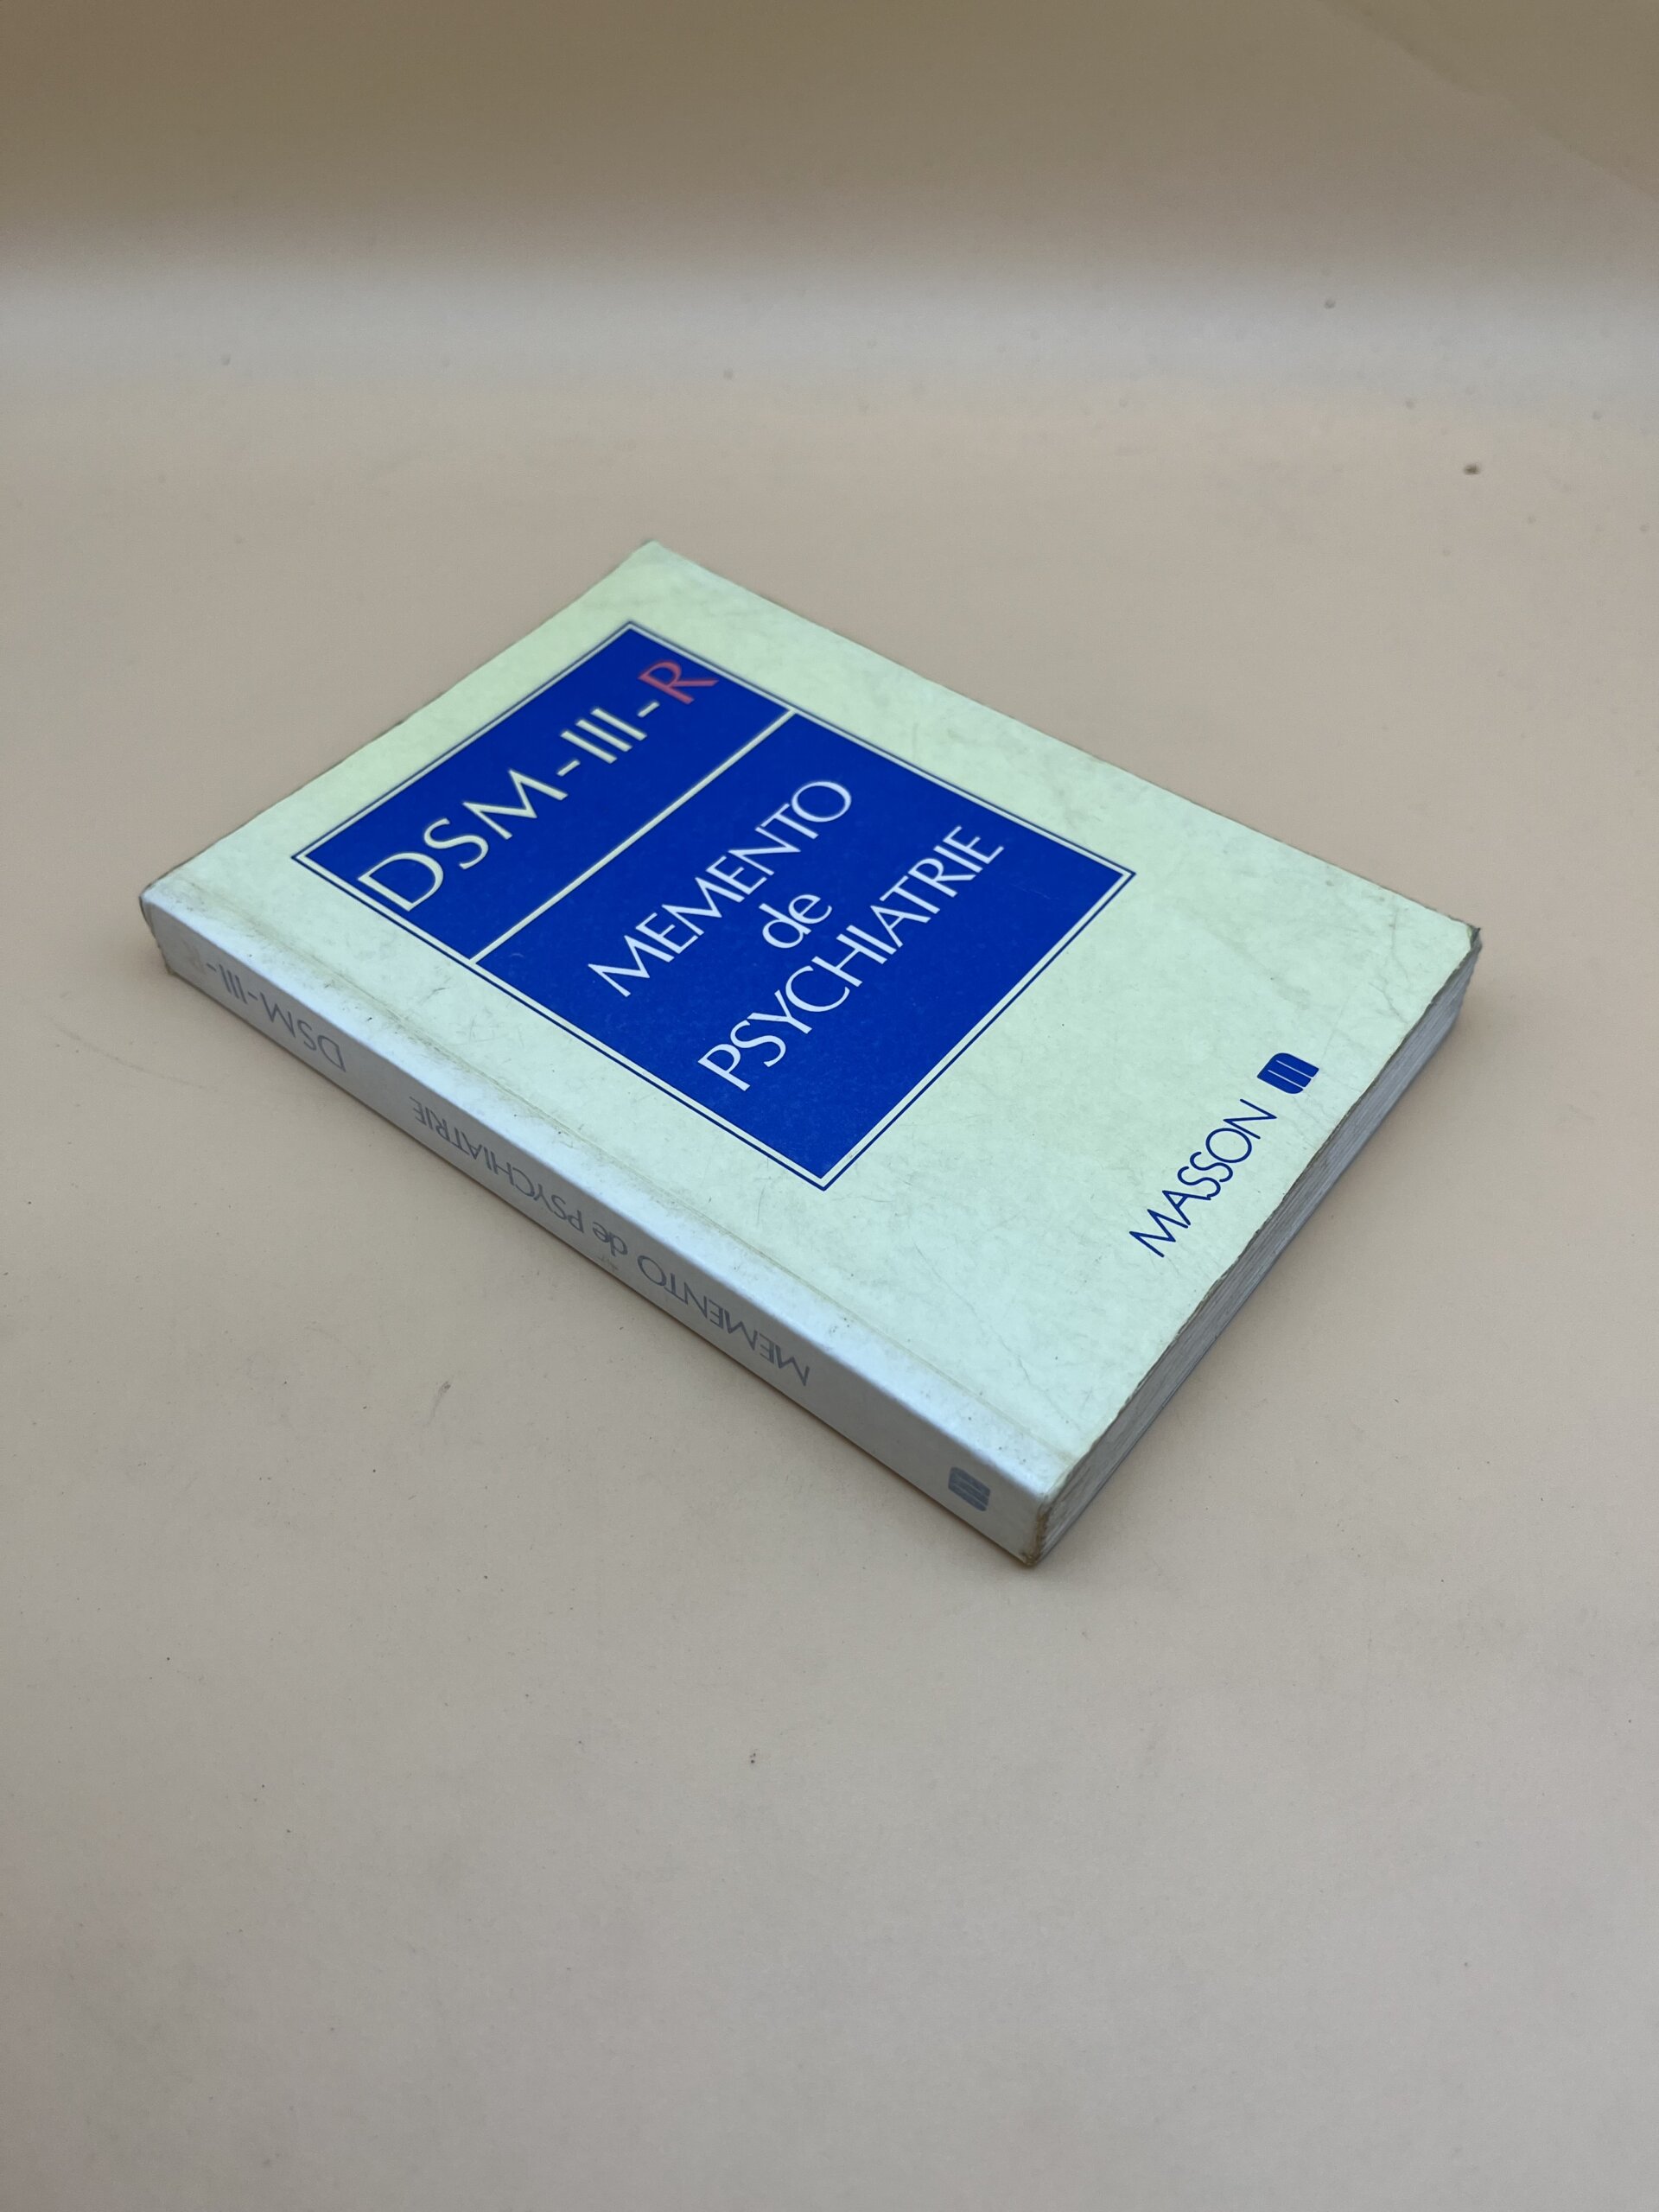 DSM-III-R
MEMENTO
de
PSYCHIATRIE
MASSON
MEMENTO de PSYCHIATRIE DSM-III-R